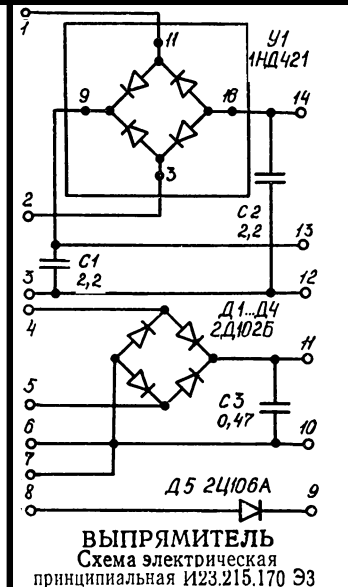 1
11
У1
1НД421
9
16
14
3
2
С2
2,2
13
С1
2,2
3
12
4
Д1...Д4
2Д102Б
11
5
С3
0,47
6
10
7
8
Д5 2Ц106А
9
ВЫПРЯМИТЕЛЬ
Схема электрическая
принципиальная И23.215.170 Э3